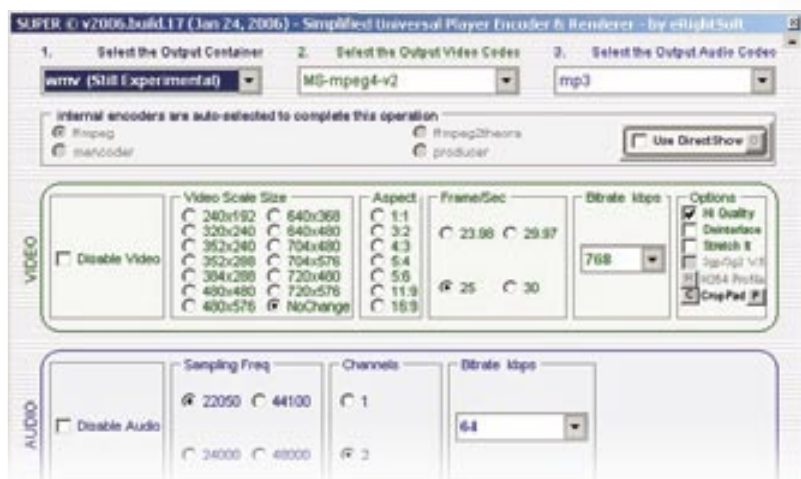 SUPER © v2006.build.17 (Jan 24, 2006) - Simplified Universal Player Encoder & Renderer - by eRightSoft
1. Select the Output Container 2. Select the Output Video Codec 3. Select the Output Audio Codec
wmv (Still Experimental) MS-mpeg4-v2 mp3
internal encoders are auto-selected to complete this operation
ffmpeg ffmpeg2theora
mencoder producer
Use DirectShow
VIDEO
Disable Video
Video Scale Size
240x192 640x368
320x240 640x480
352x240 704x480
352x288 704x576
384x288 720x480
480x480 720x576
480x576 NoChange
Aspect
1:1
3:2
4:3
5:4
5:6
11:9
16:9
Frame/Sec
23.98 29.97
25 30
Bitrate kbps
768
Options
Hi Quality
Deinterlace
Stretch It
H264 Profile
C Crop Pad P
AUDIO
Disable Audio
Sampling Freq
22050 44100
24000 48000
Channels
1
2
Bitrate kbps
64